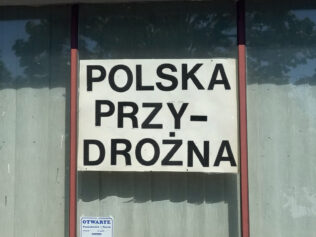 POLSKA
PRZY-
DROŻNA
OTWARTE